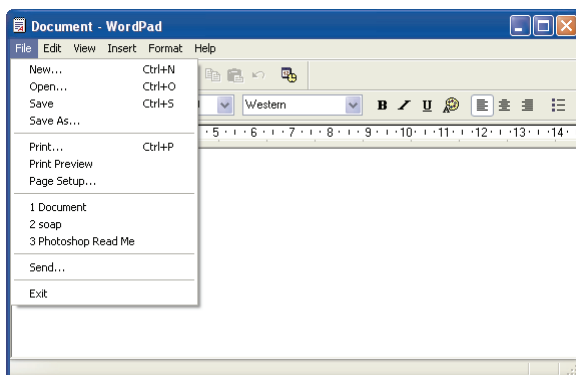 Document - WordPad
File Edit View Insert Format Help
New... Ctrl+N
Open... Ctrl+O
Save Ctrl+S
Save As...
Print... Ctrl+P
Print Preview
Page Setup...
1 Document
2 soap
3 Photoshop Read Me
Send...
Exit
Western
B / U
5 6 7 8 9 10 11 12 13 14